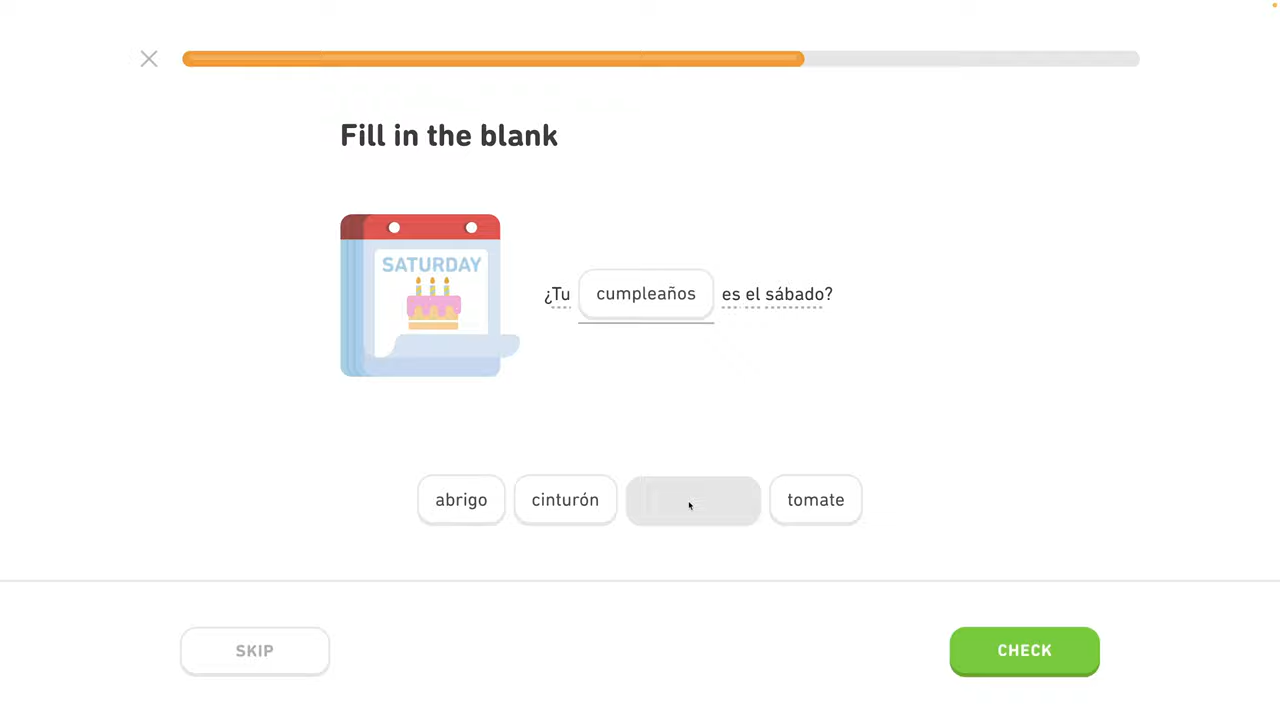 Fill in the blank
SATURDAY
¿Tu cumpleaños es el sábado?
abrigo cinturón tomate
SKIP CHECK